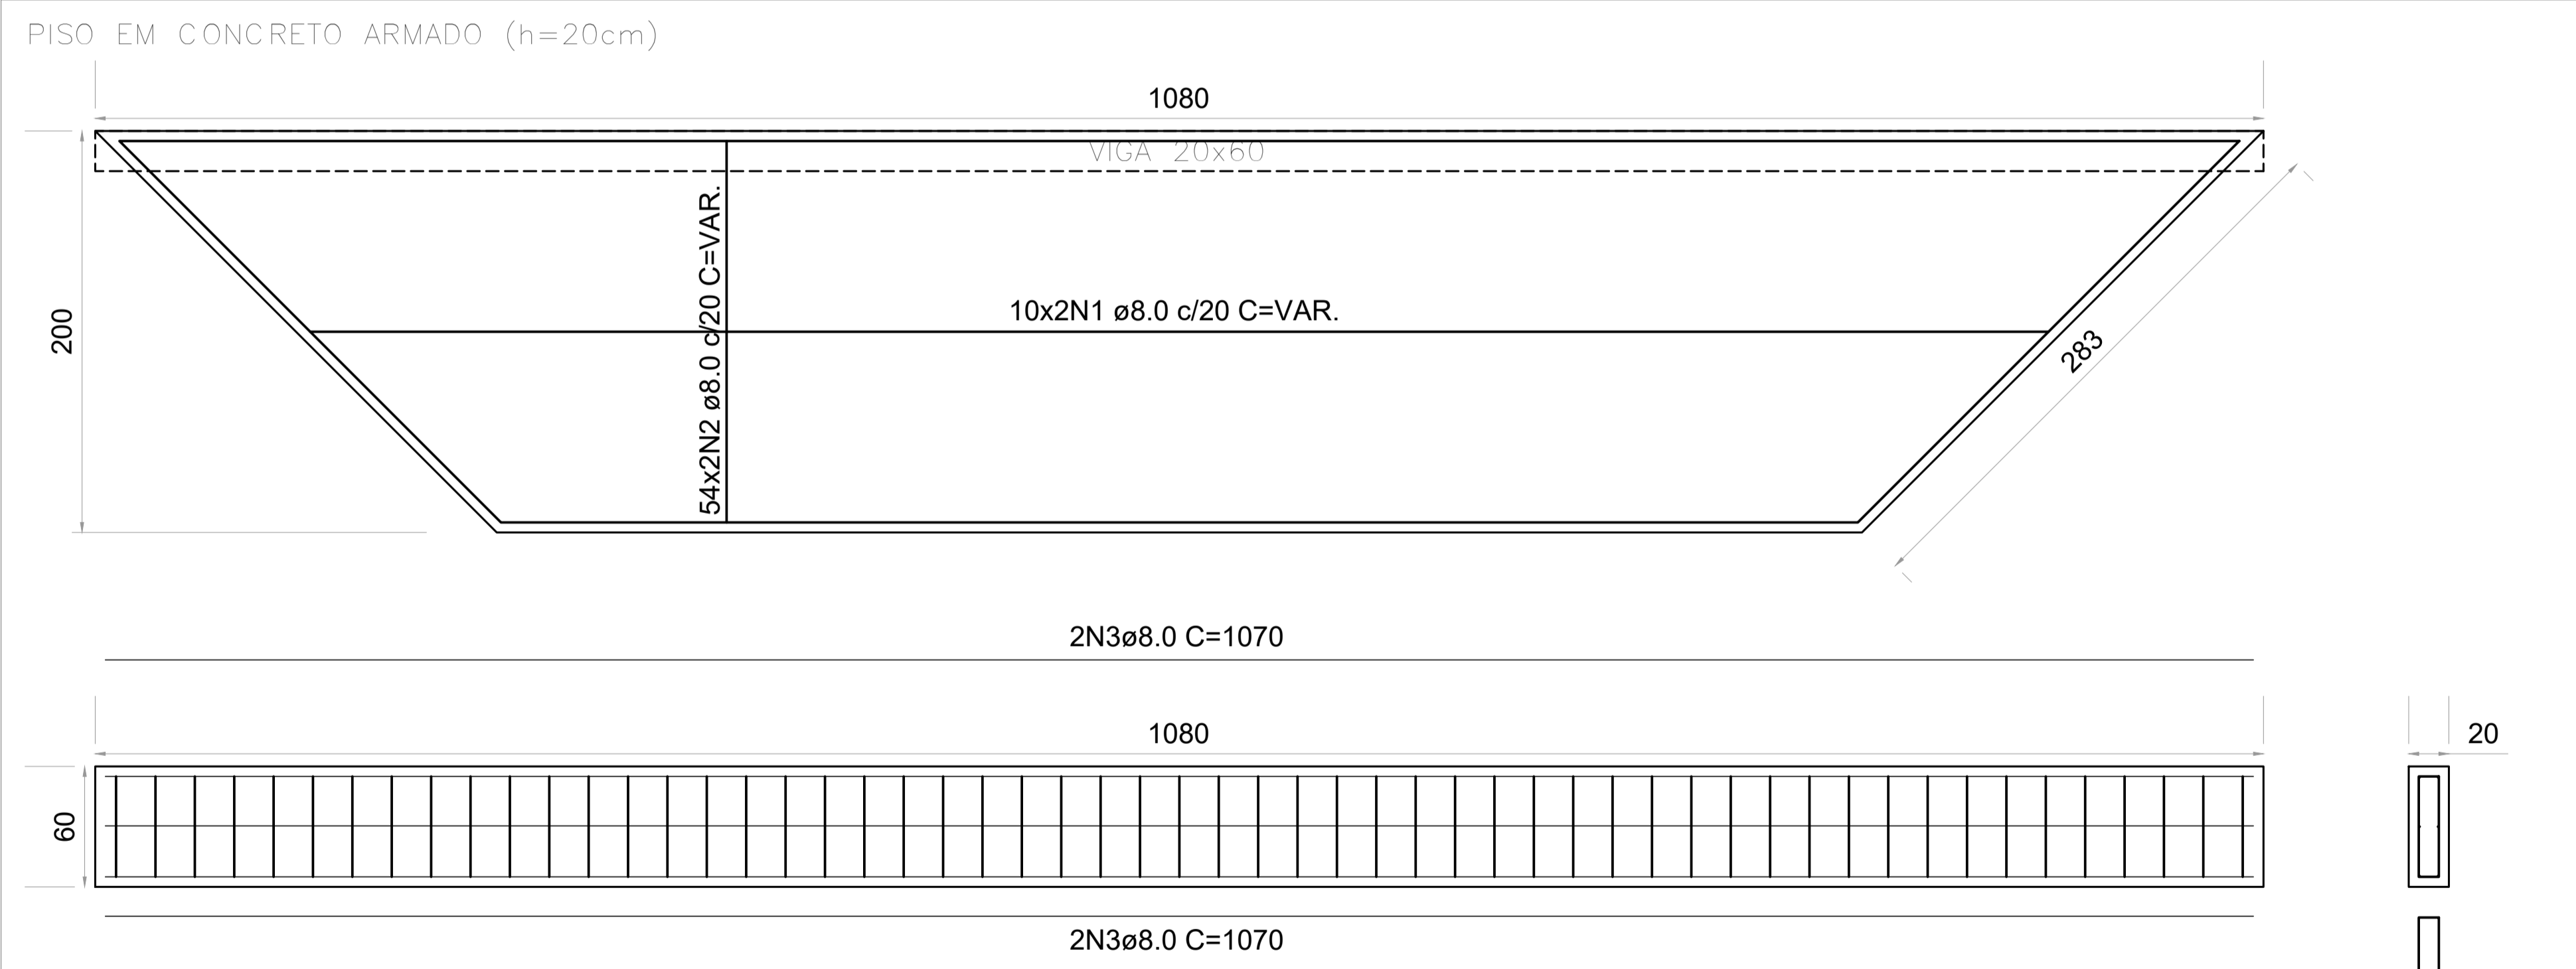 PISO EM CONCRETO ARMADO (h=20cm)
1080
VIGA 20x60
54x2N2 ø8.0 c/20 C=VAR.
10x2N1 ø8.0 c/20 C=VAR.
200
283
2N3ø8.0 C=1070
1080
20
60
2N3ø8.0 C=1070